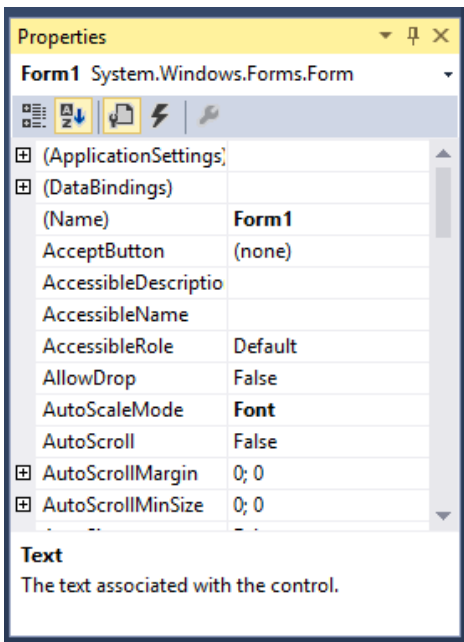 Properties
Form1 System.Windows.Forms.Form
(ApplicationSettings)
(DataBindings)
(Name) Form1
AcceptButton (none)
AccessibleDescriptio
AccessibleName
AccessibleRole Default
AllowDrop False
AutoScaleMode Font
AutoScroll False
AutoScrollMargin 0; 0
AutoScrollMinSize 0; 0
Text
The text associated with the control.